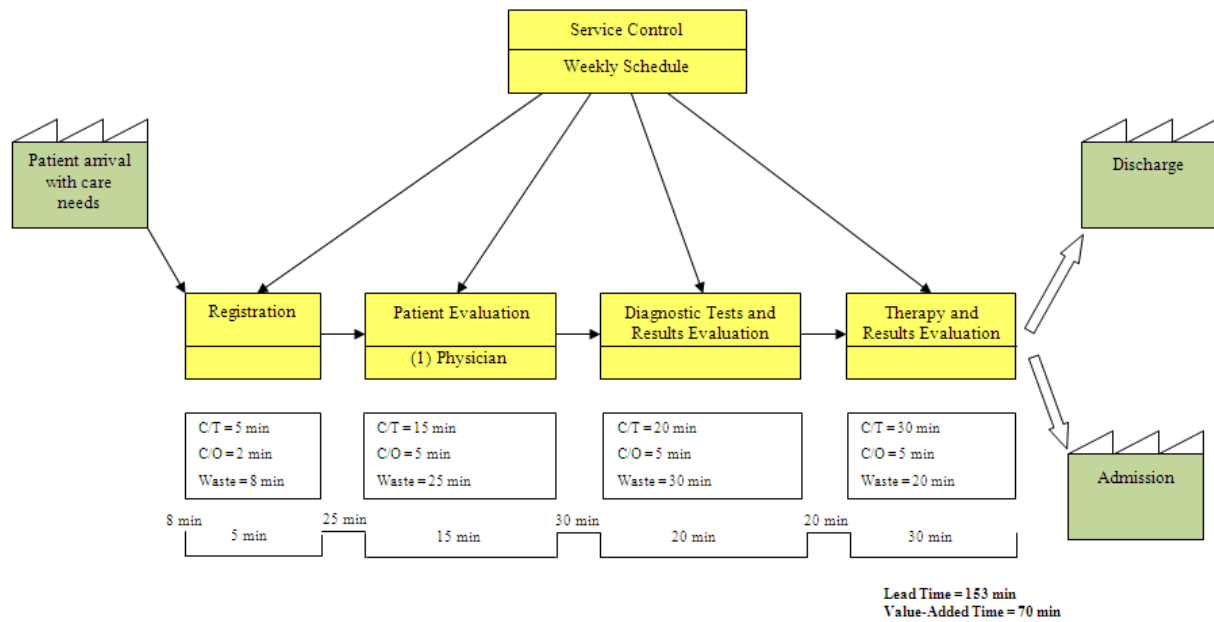 Service Control
Weekly Schedule
Patient arrival
with care
needs
Discharge
Registration
Patient Evaluation
(1) Physician
Diagnostic Tests and
Results Evaluation
Therapy and
Results Evaluation
C/T = 5 min
C/O = 2 min
Waste = 8 min
C/T = 15 min
C/O = 5 min
Waste = 25 min
C/T = 20 min
C/O = 5 min
Waste = 30 min
C/T = 30 min
C/O = 5 min
Waste = 20 min
Admission
8 min
5 min
25 min
15 min
30 min
20 min
20 min
30 min
Lead Time = 153 min
Value-Added Time = 70 min